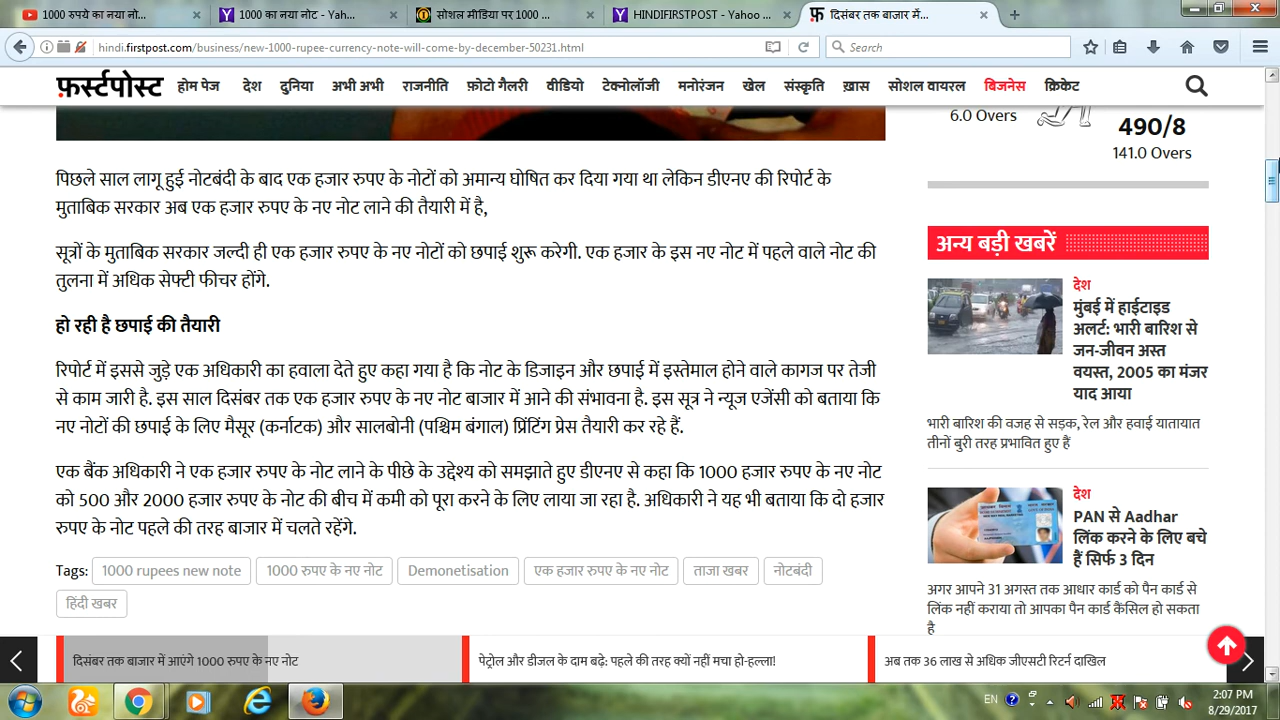 1000 रुपये का नया नो...
1000 का नया नोट - Yah...
सोशल मीडिया पर 1000 ...
HINDIFIRSTPOST - Yahoo ...
दिसंबर तक बाजार में...
hindi.firstpost.com/business/new-1000-rupee-currency-note-will-come-by-december-50231.html
Search
फ़र्स्टपोस्ट
होम पेज देश दुनिया अभी अभी राजनीति फ़ोटो गैलरी वीडियो टेक्नोलॉजी मनोरंजन खेल संस्कृति ख़ास सोशल वायरल बिजनेस क्रिकेट
6.0 Overs
490/8
141.0 Overs
पिछले साल लागू हुई नोटबंदी के बाद एक हजार रुपए के नोटों को अमान्य घोषित कर दिया गया था लेकिन डीएनए की रिपोर्ट के
मुताबिक सरकार अब एक हजार रुपए के नए नोट लाने की तैयारी में है,
सूत्रों के मुताबिक सरकार जल्दी ही एक हजार रुपए के नए नोटों को छपाई शुरू करेगी. एक हजार के इस नए नोट में पहले वाले नोट की
तुलना में अधिक सेफ्टी फीचर होंगे.
हो रही है छपाई की तैयारी
रिपोर्ट में इससे जुड़े एक अधिकारी का हवाला देते हुए कहा गया है कि नोट के डिजाइन और छपाई में इस्तेमाल होने वाले कागज पर तेजी
से काम जारी है. इस साल दिसंबर तक एक हजार रुपए के नए नोट बाजार में आने की संभावना है. इस सूत्र ने न्यूज एजेंसी को बताया कि
नए नोटों की छपाई के लिए मैसूर (कर्नाटक) और सालबोनी (पश्चिम बंगाल) प्रिंटिंग प्रेस तैयारी कर रहे हैं.
एक बैंक अधिकारी ने एक हजार रुपए के नोट लाने के पीछे के उद्देश्य को समझाते हुए डीएनए से कहा कि 1000 हजार रुपए के नए नोट
को 500 और 2000 हजार रुपए के नोट की बीच में कमी को पूरा करने के लिए लाया जा रहा है. अधिकारी ने यह भी बताया कि दो हजार
रुपए के नोट पहले की तरह बाजार में चलते रहेंगे.
Tags: 1000 rupees new note 1000 रुपए के नए नोट Demonetisation एक हजार रुपए के नए नोट ताजा खबर नोटबंदी
हिंदी खबर
अन्य बड़ी खबरें
देश
मुंबई में हाईटाइड
अलर्ट: भारी बारिश से
जन-जीवन अस्त
व्यस्त, 2005 का मंजर
याद आया
भारी बारिश की वजह से सड़क, रेल और हवाई यातायात
तीनों बुरी तरह प्रभावित हुए हैं
देश
PAN से Aadhar
लिंक करने के लिए बचे
हैं सिर्फ 3 दिन
अगर आपने 31 अगस्त तक आधार कार्ड को पैन कार्ड से
लिंक नहीं कराया तो आपका पैन कार्ड कैंसिल हो सकता
है
दिसंबर तक बाजार में आएंगे 1000 रुपए के नए नोट
पेट्रोल और डीजल के दाम बढ़े: पहले की तरह क्यों नहीं मचा हो-हल्ला!
अब तक 36 लाख से अधिक जीएसटी रिटर्न दाखिल
EN
2:07 PM
8/29/2017